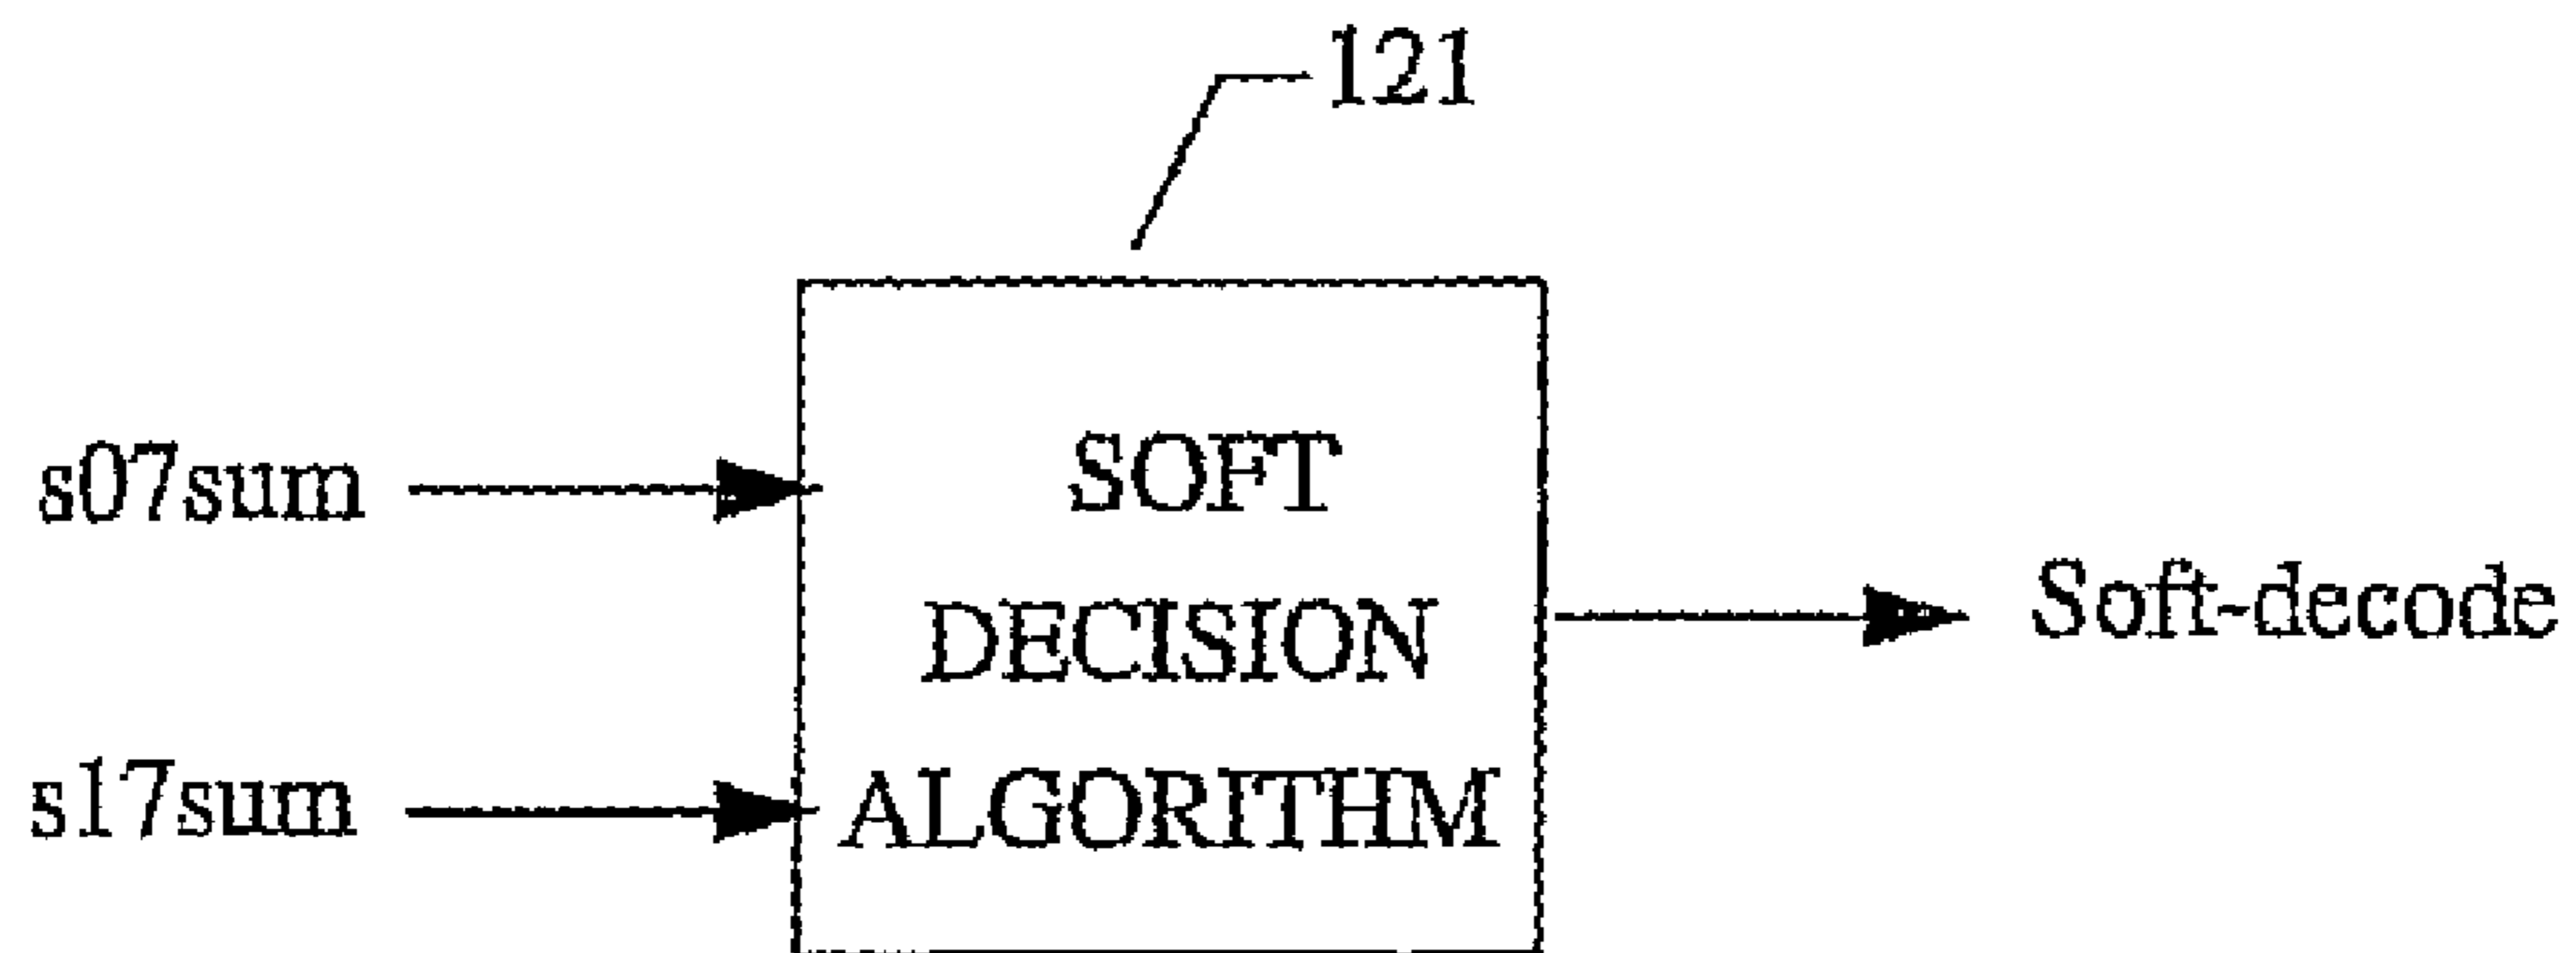 121
s07sum
SOFT
DECISION
Soft-decode
s17sum
ALGORITHM